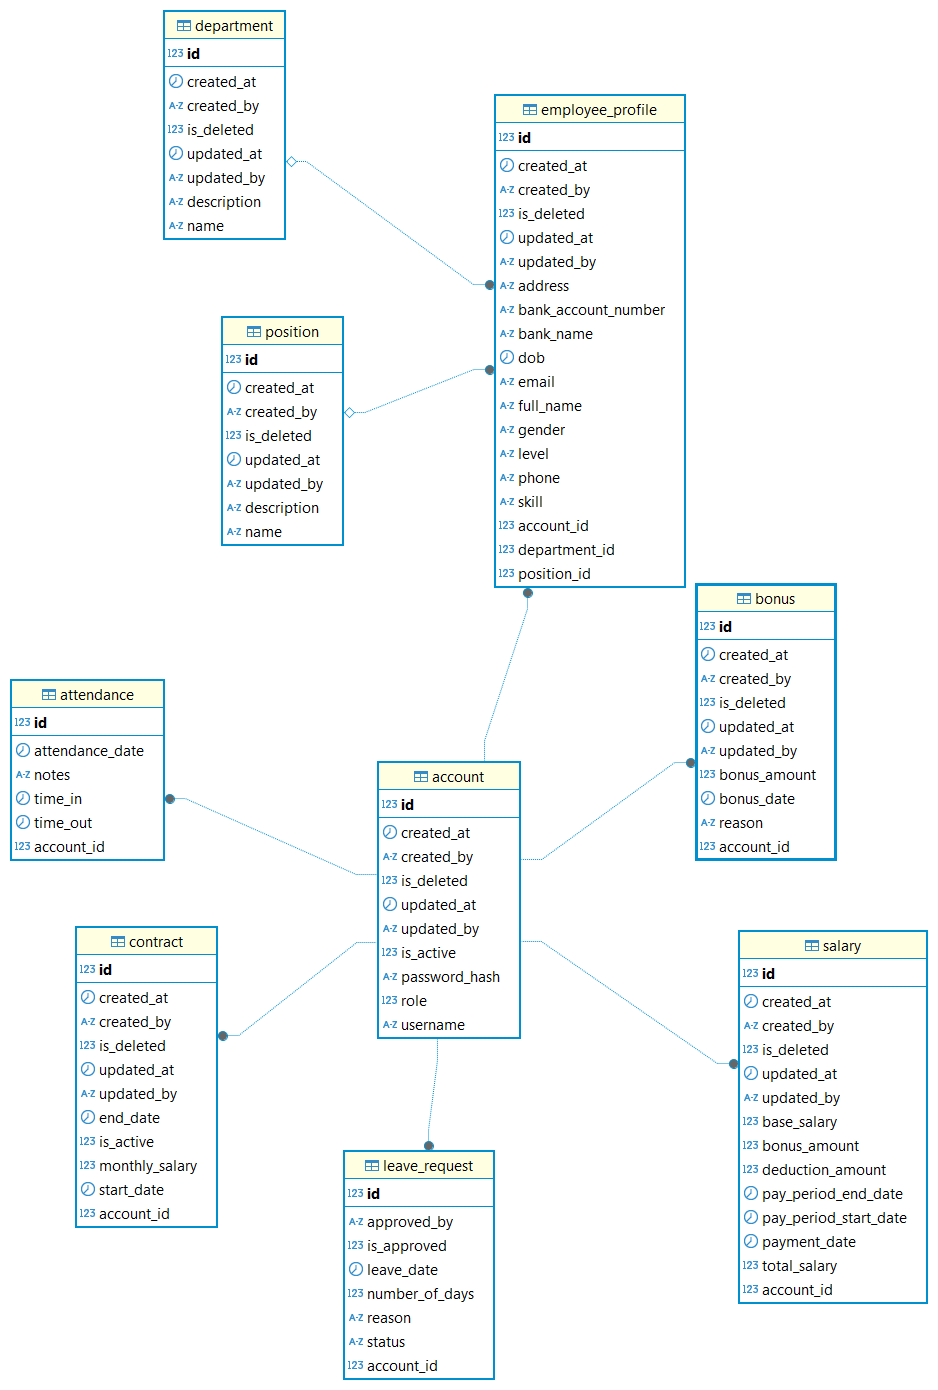 department
123 id
created_at
A-Z created_by
123 is_deleted
updated_at
A-Z updated_by
A-Z description
A-Z name
employee_profile
123 id
created_at
A-Z created_by
123 is_deleted
updated_at
A-Z updated_by
A-Z address
A-Z bank_account_number
A-Z bank_name
dob
A-Z email
A-Z full_name
A-Z gender
A-Z level
A-Z phone
A-Z skill
123 account_id
123 department_id
123 position_id
position
123 id
created_at
A-Z created_by
123 is_deleted
updated_at
A-Z updated_by
A-Z description
A-Z name
bonus
123 id
created_at
A-Z created_by
123 is_deleted
updated_at
A-Z updated_by
123 bonus_amount
bonus_date
A-Z reason
123 account_id
attendance
123 id
attendance_date
A-Z notes
time_in
time_out
123 account_id
account
123 id
created_at
A-Z created_by
123 is_deleted
updated_at
A-Z updated_by
123 is_active
A-Z password_hash
123 role
A-Z username
contract
123 id
created_at
A-Z created_by
123 is_deleted
updated_at
A-Z updated_by
end_date
123 is_active
123 monthly_salary
start_date
123 account_id
salary
123 id
created_at
A-Z created_by
123 is_deleted
updated_at
A-Z updated_by
123 base_salary
123 bonus_amount
123 deduction_amount
pay_period_end_date
pay_period_start_date
payment_date
123 total_salary
123 account_id
leave_request
123 id
A-Z approved_by
123 is_approved
leave_date
123 number_of_days
A-Z reason
A-Z status
123 account_id